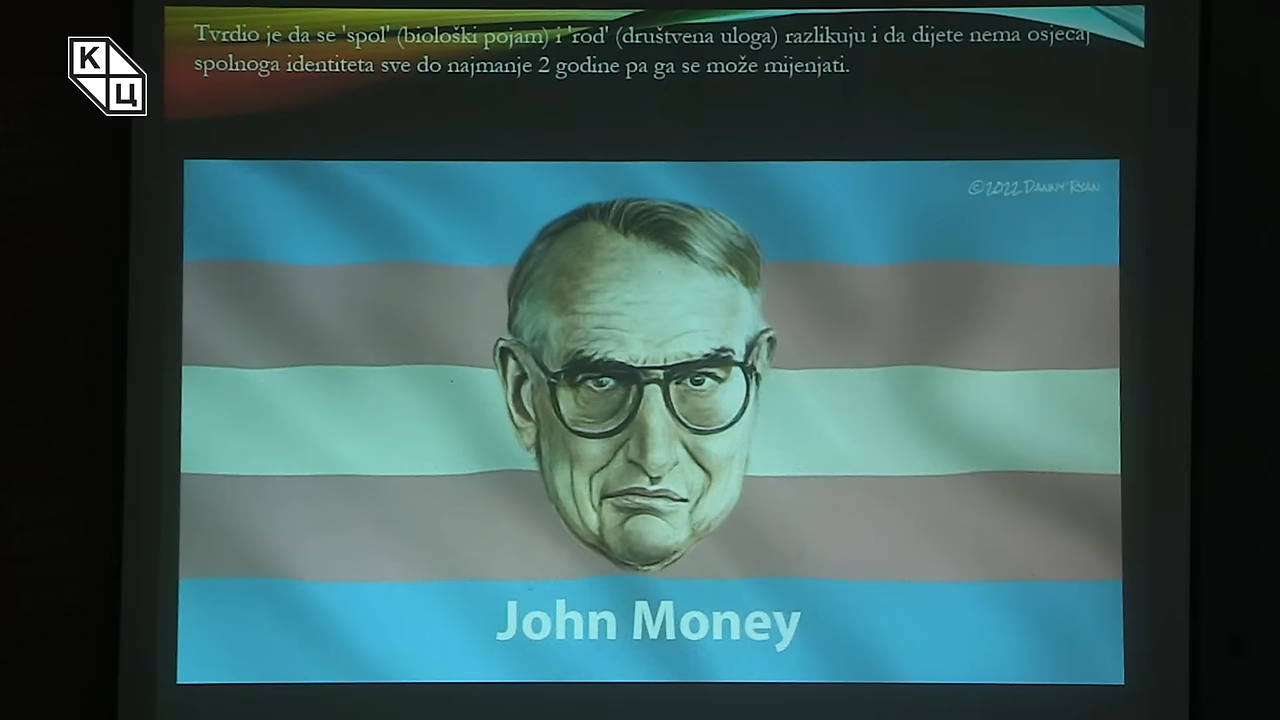 Tvrdio je da se 'spol' (biološki pojam) i 'rod' (društvena uloga) razlikuju i da dijete nema osjećaj
spolnoga identiteta sve do najmanje 2 godine pa ga se može mijenjati.
К
Ц
©2022 DANNY RYAN
John Money